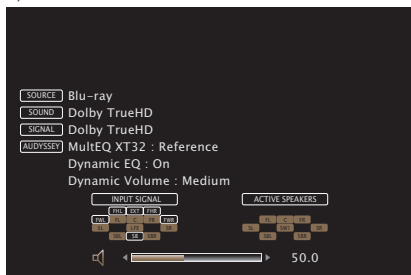 SOURCE Blu-ray
SOUND Dolby TrueHD
SIGNAL Dolby TrueHD
AUDYSSEY MultEQ XT32 : Reference
Dynamic EQ : On
Dynamic Volume : Medium
INPUT SIGNAL ACTIVE SPEAKERS
FHL EXT FHR
FWL FL C FR FWR FL C FR
SL LFE SR SL SW1 SR
SBL SB SBR SBL SBR
50.0